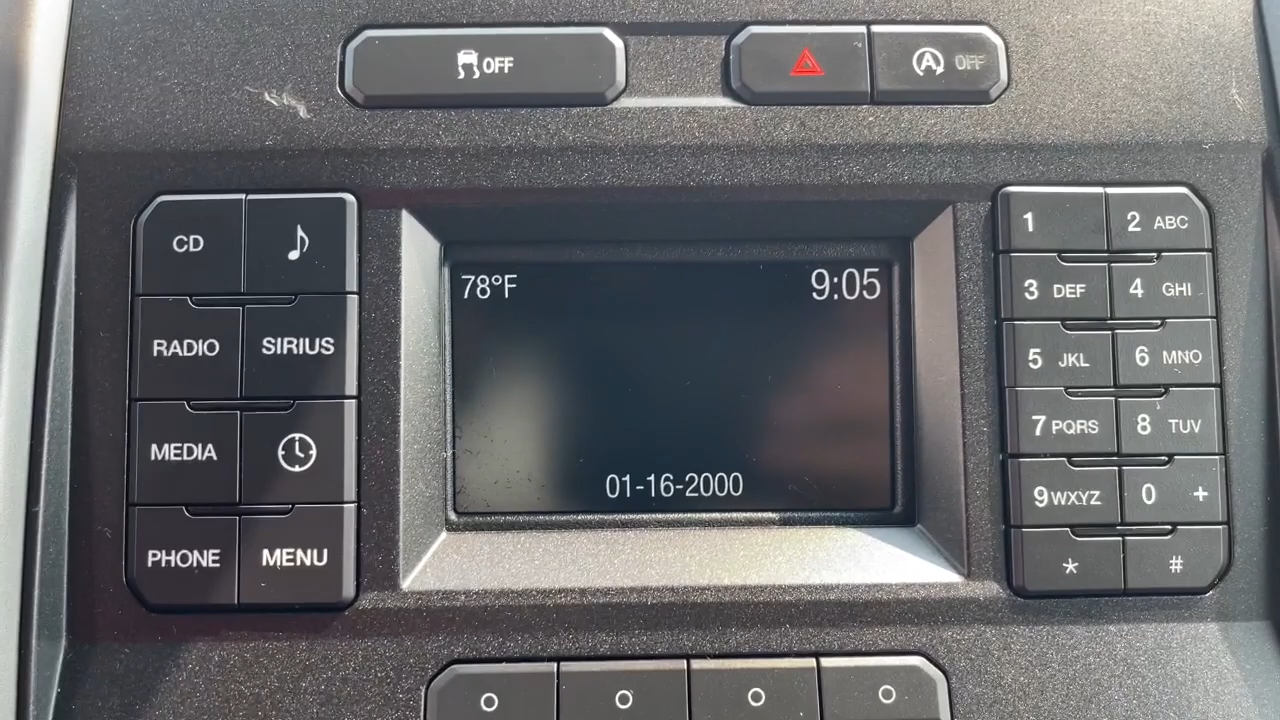 OFF
A OFF
CD
RADIO SIRIUS
MEDIA
PHONE MENU
78°F 9:05
01-16-2000
1 2 ABC
3 DEF 4 GHI
5 JKL 6 MNO
7 PQRS 8 TUV
9 WXYZ 0 +
* #